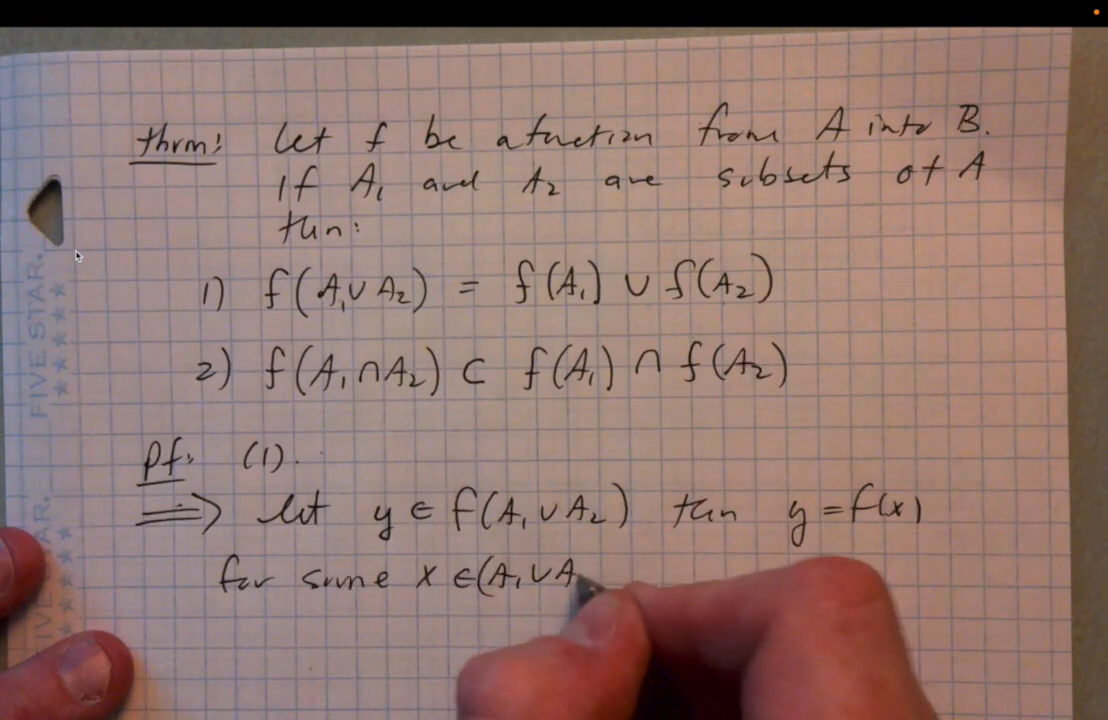 thrm: let f be a function from A into B.
If A₁ and A₂ are subsets of A
then:
1) f(A₁∪A₂) = f(A₁) ∪ f(A₂)
2) f(A₁∩A₂) ⊂ f(A₁) ∩ f(A₂)
Pf: (1).
⇒ let y ∈ f(A₁∪A₂) then y = f(x)
for some x ∈(A₁∪A
FIVE STAR.
STAR.